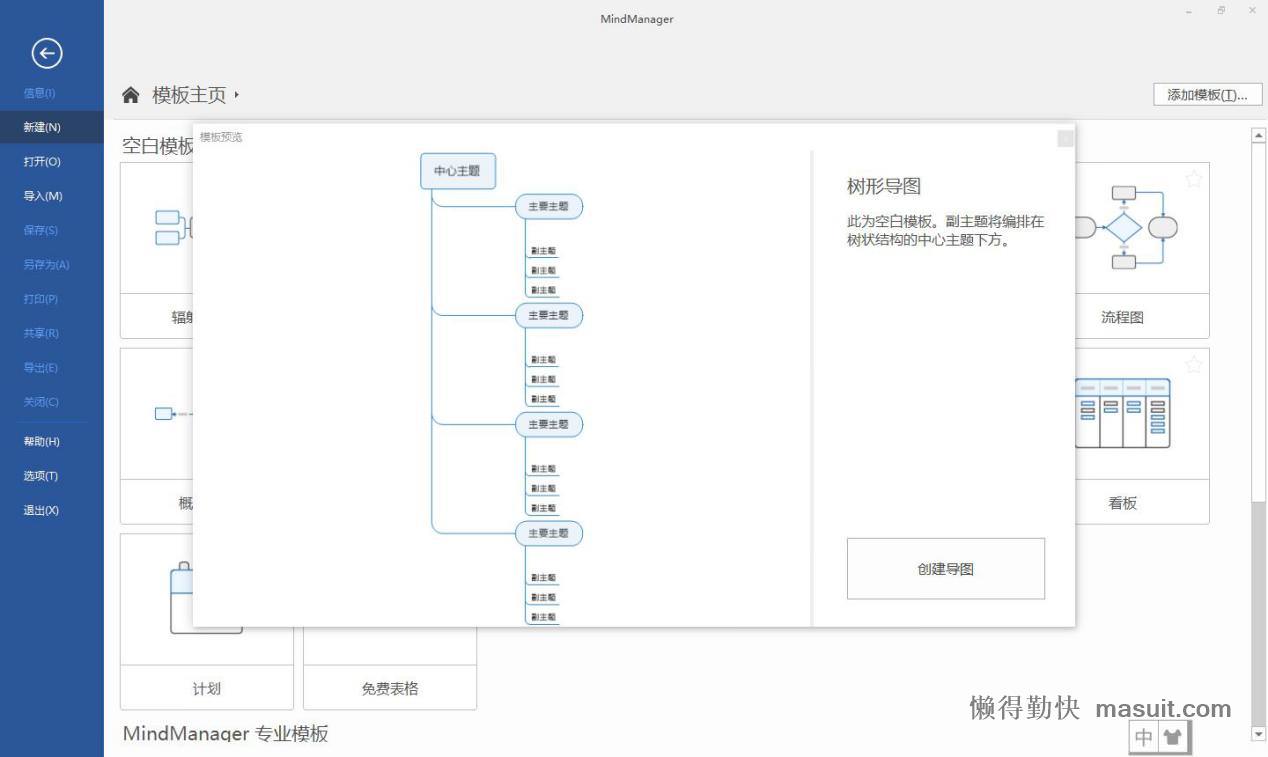 MindManager
信息(I)
新建(N)
打开(O)
导入(M)
保存(S)
另存为(A)
打印(P)
共享(R)
导出(E)
关闭(C)
帮助(H)
选项(T)
退出(X)
模板主页
添加模板(T)...
空白模板
模板预览
中心主题
主要主题
副主题
副主题
副主题
主要主题
副主题
副主题
副主题
主要主题
副主题
副主题
副主题
主要主题
副主题
副主题
副主题
树形导图
此为空白模板。副主题将编排在
树状结构的中心主题下方。
创建导图
辐射
流程图
概
看板
计划
免费表格
MindManager 专业模板
懒得勤快 masuit.com
中